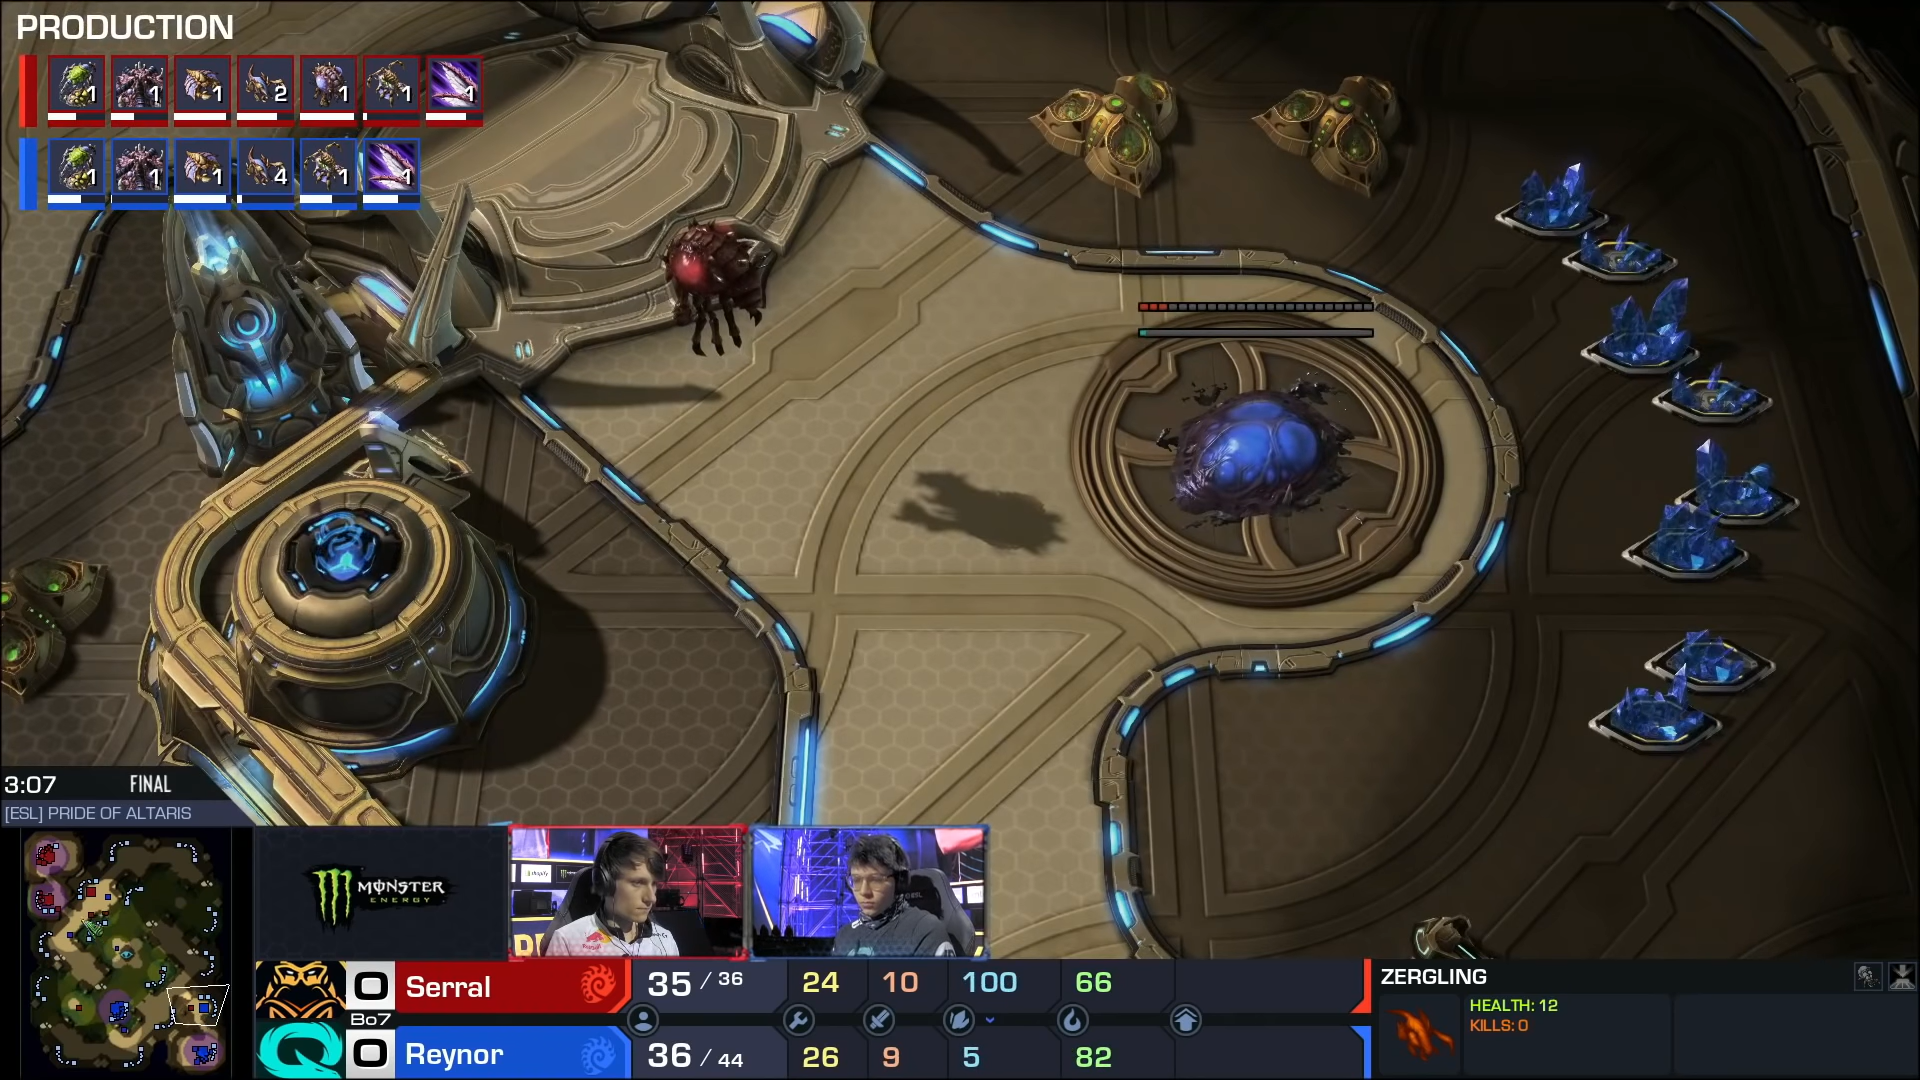 PRODUCTION
1 1 1 2 1 1 1
1 1 1 4 1 1
3:07 FINAL
[ESL] PRIDE OF ALTARIS
MONSTER
ENERGY
0 Serral 35 / 36 24 10 100 66
Bo7
0 Reynor 36 / 44 26 9 5 82
ZERGLING
HEALTH: 12
KILLS: 0